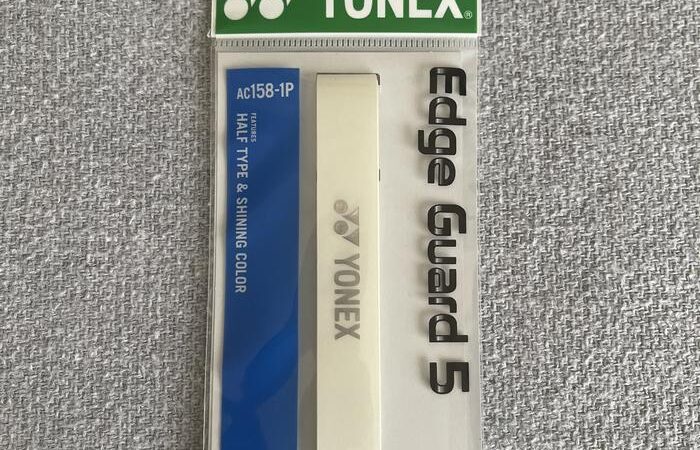 YONEX®
AC158-1P
FEATURES
HALF TYPE & SHINING COLOR
YONEX
Edge Guard 5